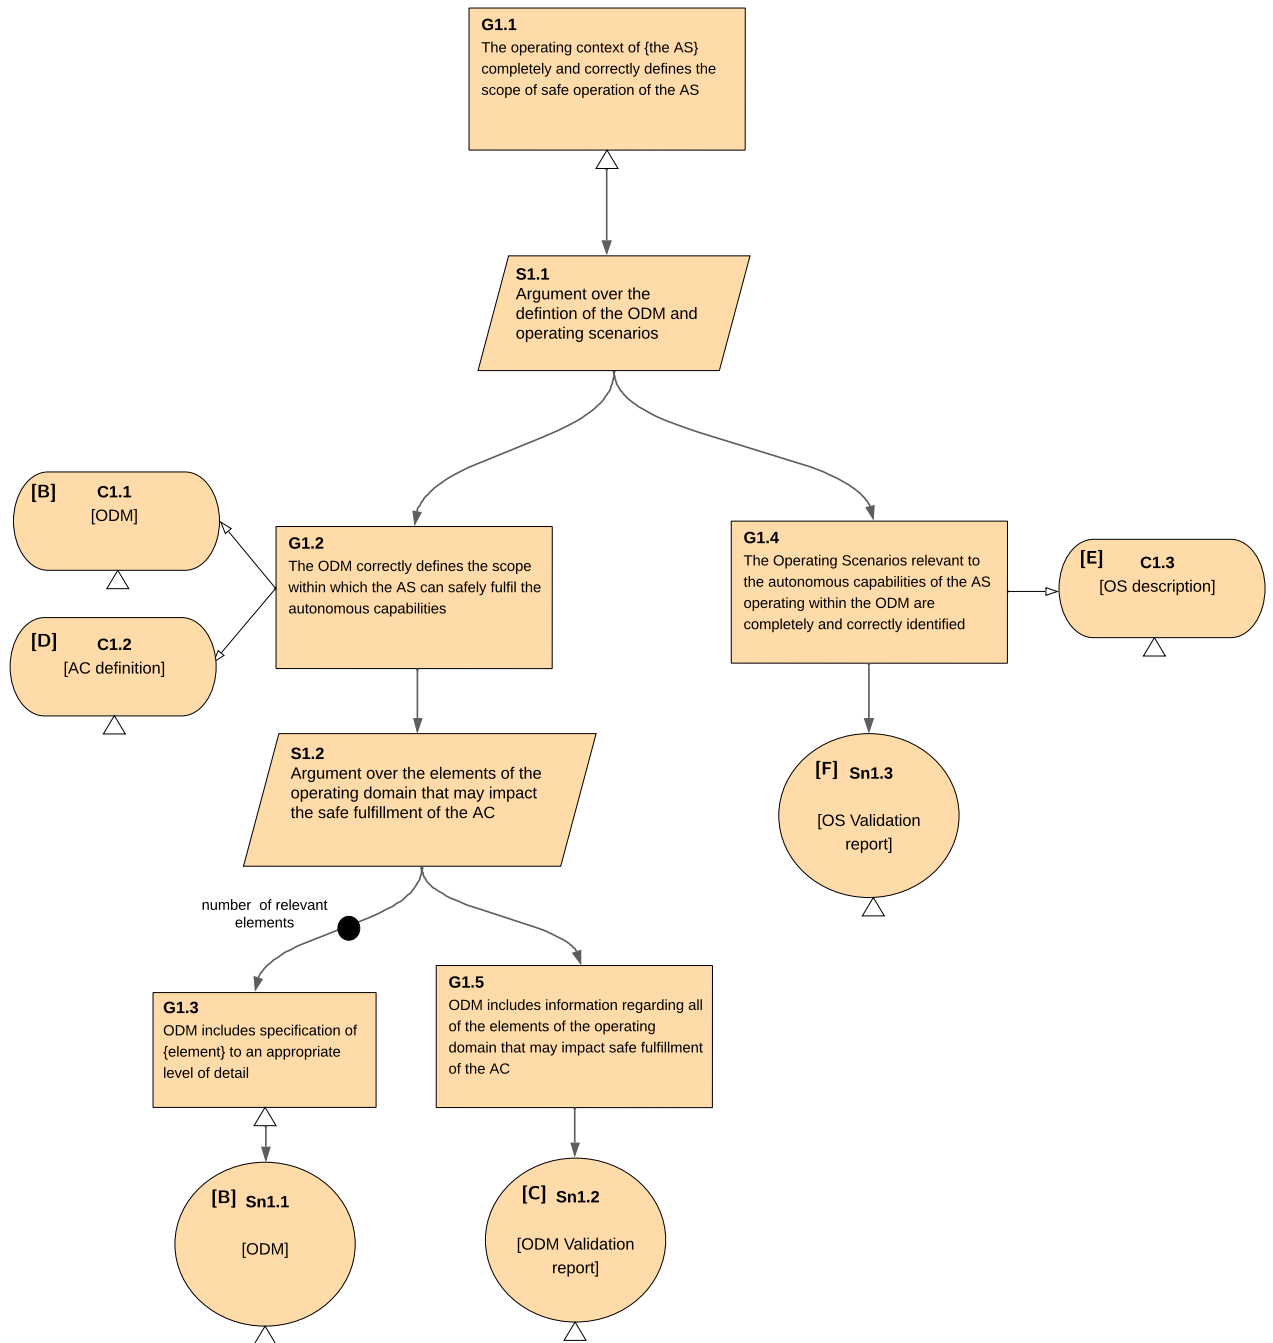 G1.1
The operating context of {the AS}
completely and correctly defines the
scope of safe operation of the AS
S1.1
Argument over the
defintion of the ODM and
operating scenarios
[B] C1.1
[ODM]
[D] C1.2
[AC definition]
G1.2
The ODM correctly defines the scope
within which the AS can safely fulfil the
autonomous capabilities
G1.4
The Operating Scenarios relevant to
the autonomous capabilities of the AS
operating within the ODM are
completely and correctly identified
[E] C1.3
[OS description]
S1.2
Argument over the elements of the
operating domain that may impact
the safe fulfillment of the AC
[F] Sn1.3
[OS Validation
report]
number of relevant
elements
G1.3
ODM includes specification of
{element} to an appropriate
level of detail
G1.5
ODM includes information regarding all
of the elements of the operating
domain that may impact safe fulfillment
of the AC
[B] Sn1.1
[ODM]
[C] Sn1.2
[ODM Validation
report]